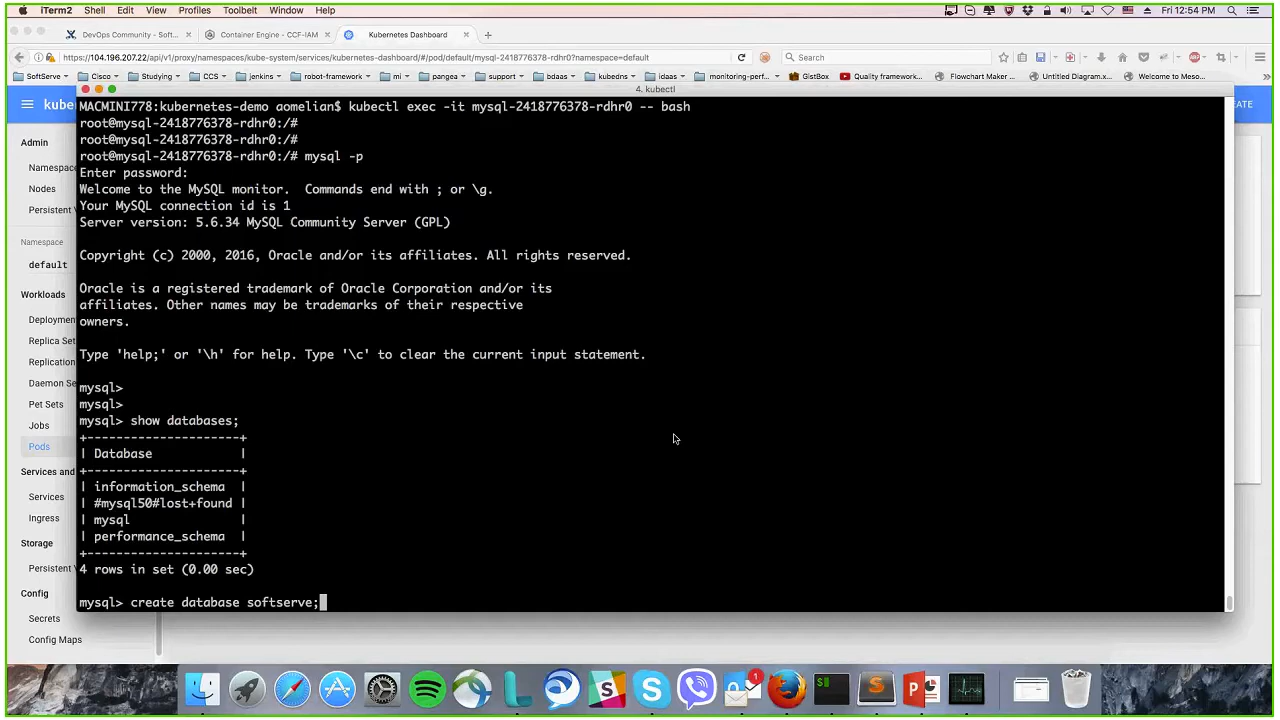 iTerm2 Shell Edit View Profiles Toolbelt Window Help Fri 12:54 PM
DevOps Community - Soft... Container Engine - CCF-IAM Kubernetes Dashboard
https://104.196.207.22/api/v1/proxy/namespaces/kube-system/services/kubernetes-dashboard/#/pod/default/mysql-2418776378-rdhr0?namespace=default Search
SoftServe Cisco Studying CCS jenkins robot-framework mi pangea support bdaas kubedns idaas monitoring-perf... GistBox Quality framework... Flowchart Maker ... Untitled Diagram.x... Welcome to Meso...
4. kubectl
kube
EATE
Admin
Namespace
Nodes
Persistent V
Namespace
default
Workloads
Deploymen
Replica Set
Replication
Daemon Se
Pet Sets
Jobs
Pods
Services and
Services
Ingress
Storage
Persistent V
Config
Secrets
Config Maps
MACMINI778:kubernetes-demo aomelian$ kubectl exec -it mysql-2418776378-rdhr0 -- bash
root@mysql-2418776378-rdhr0:/#
root@mysql-2418776378-rdhr0:/#
root@mysql-2418776378-rdhr0:/# mysql -p
Enter password:
Welcome to the MySQL monitor.  Commands end with ; or \g.
Your MySQL connection id is 1
Server version: 5.6.34 MySQL Community Server (GPL)
Copyright (c) 2000, 2016, Oracle and/or its affiliates. All rights reserved.
Oracle is a registered trademark of Oracle Corporation and/or its
affiliates. Other names may be trademarks of their respective
owners.
Type 'help;' or '\h' for help. Type '\c' to clear the current input statement.
mysql>
mysql>
mysql> show databases;
+---------------------+
| Database            |
+---------------------+
| information_schema  |
| #mysql50#lost+found |
| mysql               |
| performance_schema  |
+---------------------+
4 rows in set (0.00 sec)
mysql> create database softserve;
1